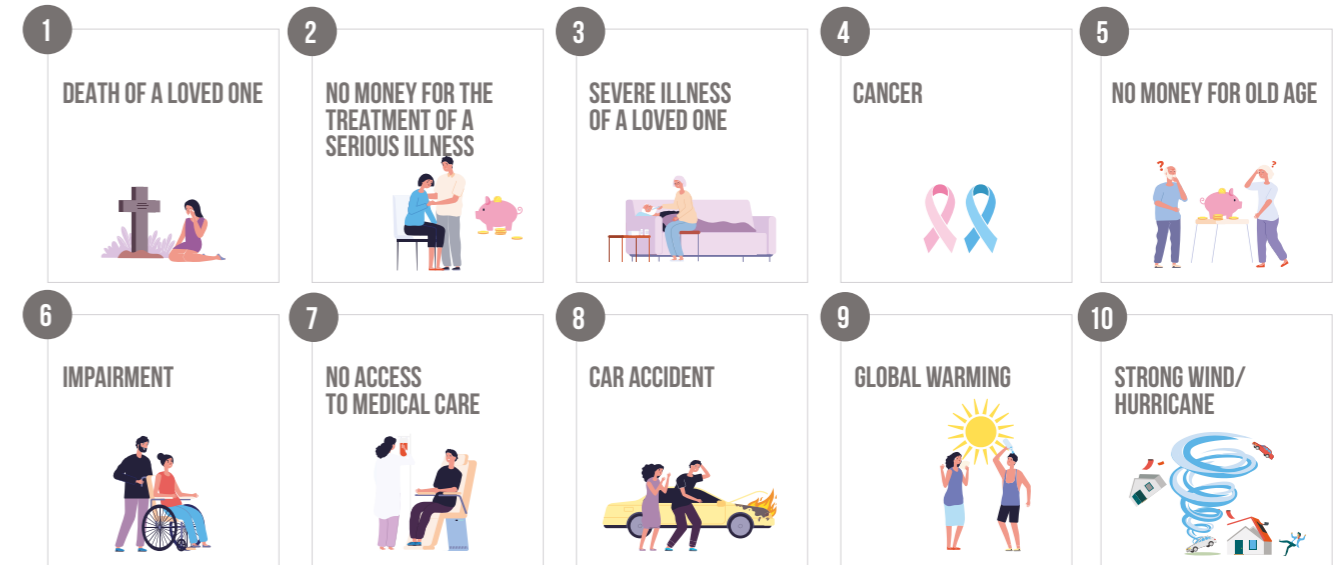 1
DEATH OF A LOVED ONE
2
NO MONEY FOR THE
TREATMENT OF A
SERIOUS ILLNESS
3
SEVERE ILLNESS
OF A LOVED ONE
4
CANCER
5
NO MONEY FOR OLD AGE
?
?
6
IMPAIRMENT
7
NO ACCESS
TO MEDICAL CARE
8
CAR ACCIDENT
9
GLOBAL WARMING
10
STRONG WIND/
HURRICANE